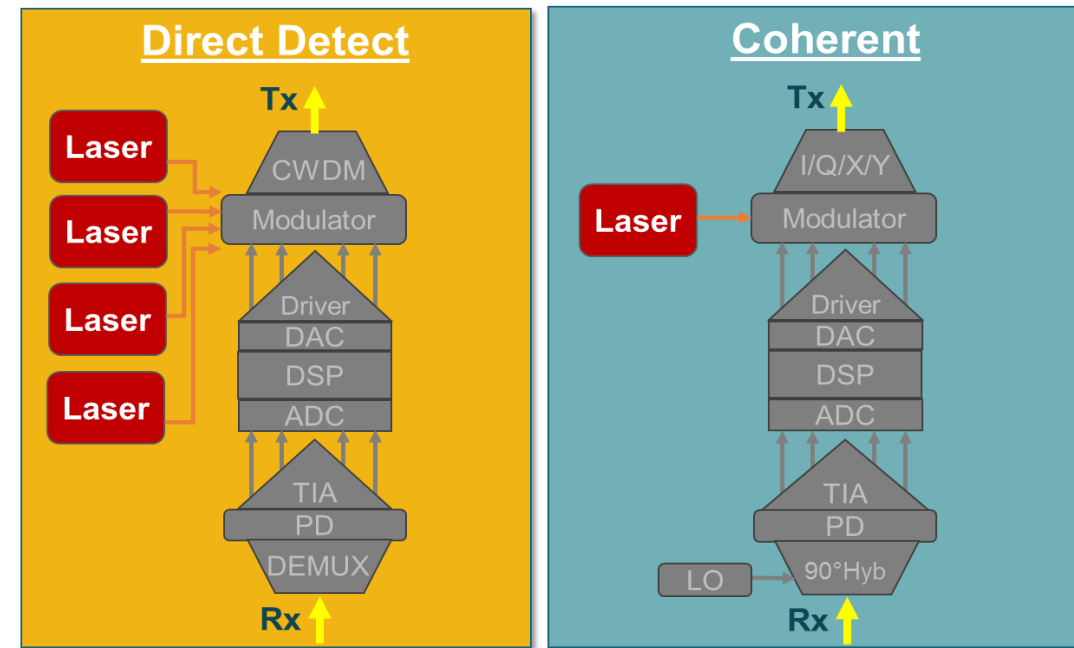 Direct Detect
Tx
Laser
Laser
Laser
Laser
CWDM
Modulator
Driver
DAC
DSP
ADC
TIA
PD
DEMUX
Rx
Coherent
Tx
Laser
I/Q/X/Y
Modulator
Driver
DAC
DSP
ADC
TIA
PD
LO
90°Hyb
Rx